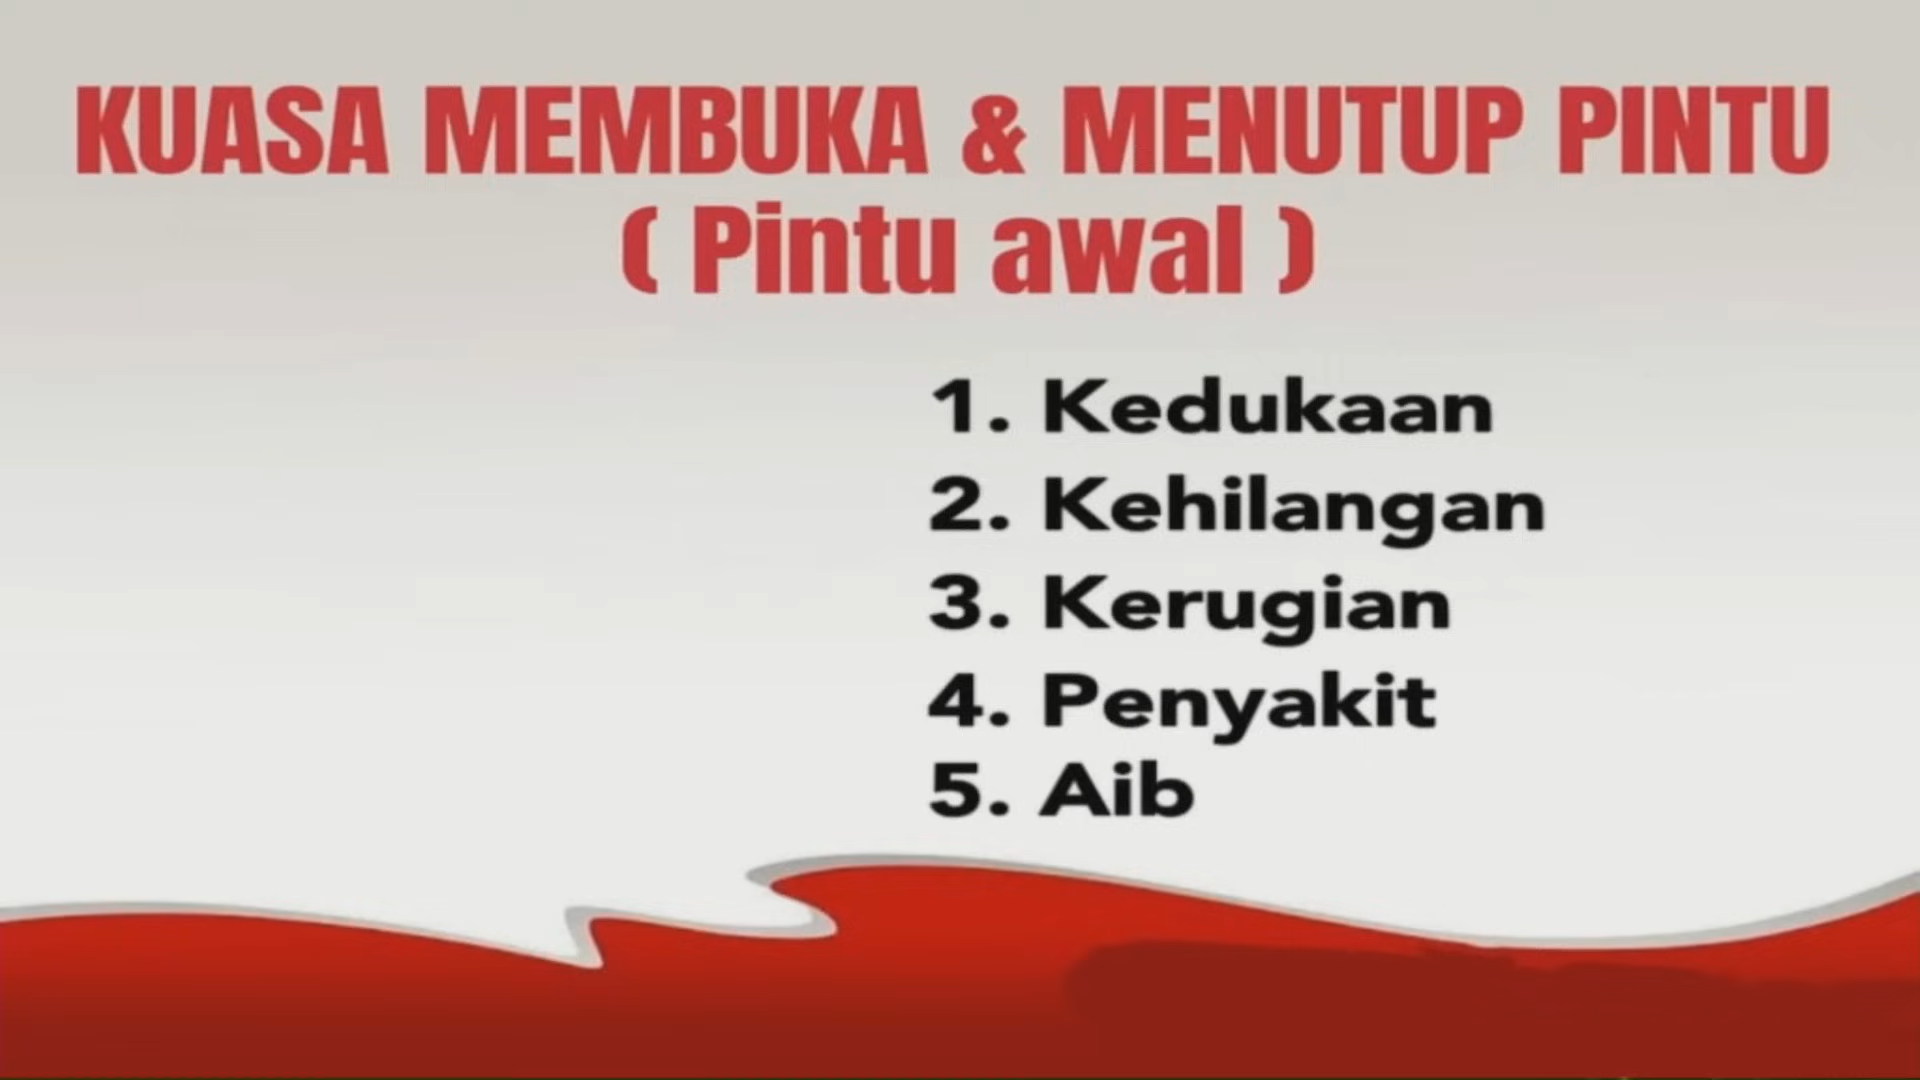 KUASA MEMBUKA & MENUTUP PINTU
( Pintu awal )
1. Kedukaan
2. Kehilangan
3. Kerugian
4. Penyakit
5. Aib